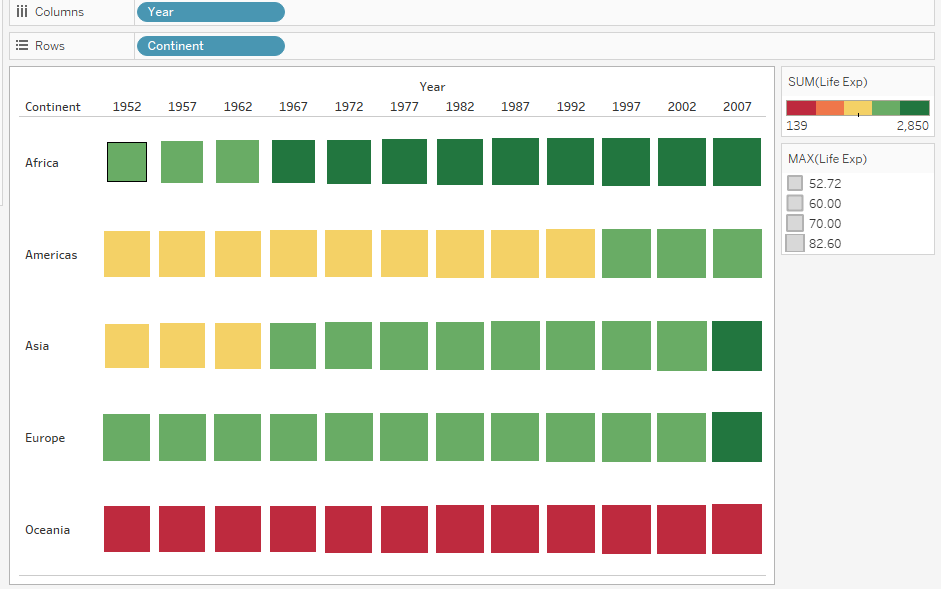 Columns
Year
Rows
Continent
Year
Continent 1952 1957 1962 1967 1972 1977 1982 1987 1992 1997 2002 2007
Africa
Americas
Asia
Europe
Oceania
SUM(Life Exp)
139 2,850
MAX(Life Exp)
52.72
60.00
70.00
82.60